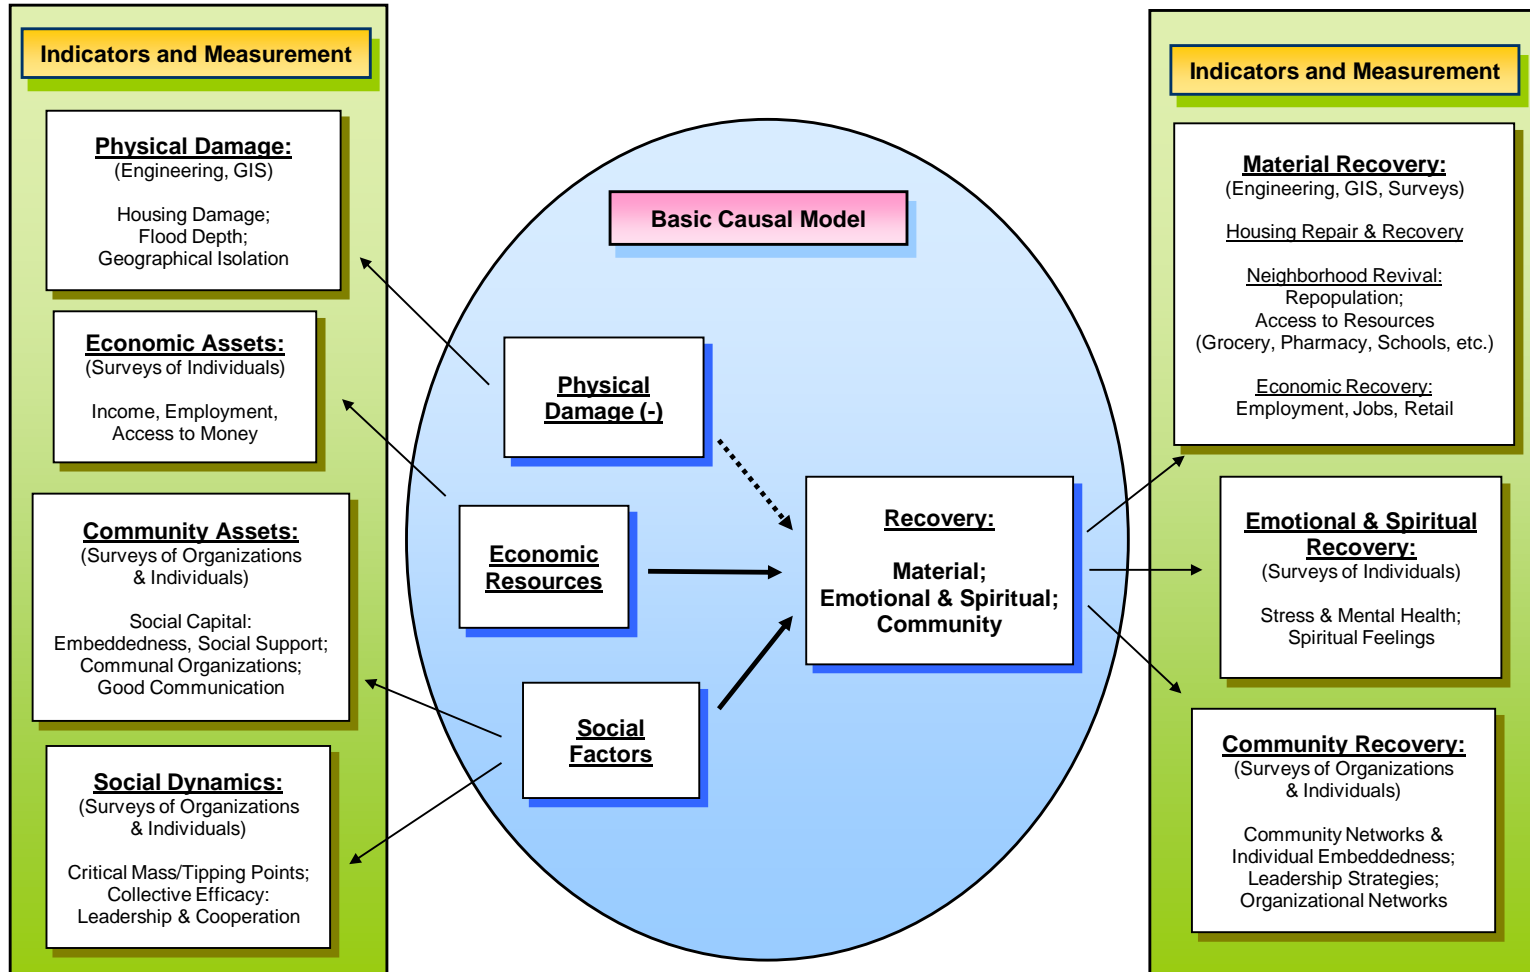 Indicators and Measurement
Physical Damage:
(Engineering, GIS)
Housing Damage;
Flood Depth;
Geographical Isolation
Economic Assets:
(Surveys of Individuals)
Income, Employment,
Access to Money
Community Assets:
(Surveys of Organizations
& Individuals)
Social Capital:
Embeddedness, Social Support;
Communal Organizations;
Good Communication
Social Dynamics:
(Surveys of Organizations
& Individuals)
Critical Mass/Tipping Points;
Collective Efficacy:
Leadership & Cooperation
Basic Causal Model
Physical
Damage (-)
Economic
Resources
Social
Factors
Recovery:
Material;
Emotional & Spiritual;
Community
Indicators and Measurement
Material Recovery:
(Engineering, GIS, Surveys)
Housing Repair & Recovery
Neighborhood Revival:
Repopulation;
Access to Resources
(Grocery, Pharmacy, Schools, etc.)
Economic Recovery:
Employment, Jobs, Retail
Emotional & Spiritual
Recovery:
(Surveys of Individuals)
Stress & Mental Health;
Spiritual Feelings
Community Recovery:
(Surveys of Organizations
& Individuals)
Community Networks &
Individual Embeddedness;
Leadership Strategies;
Organizational Networks